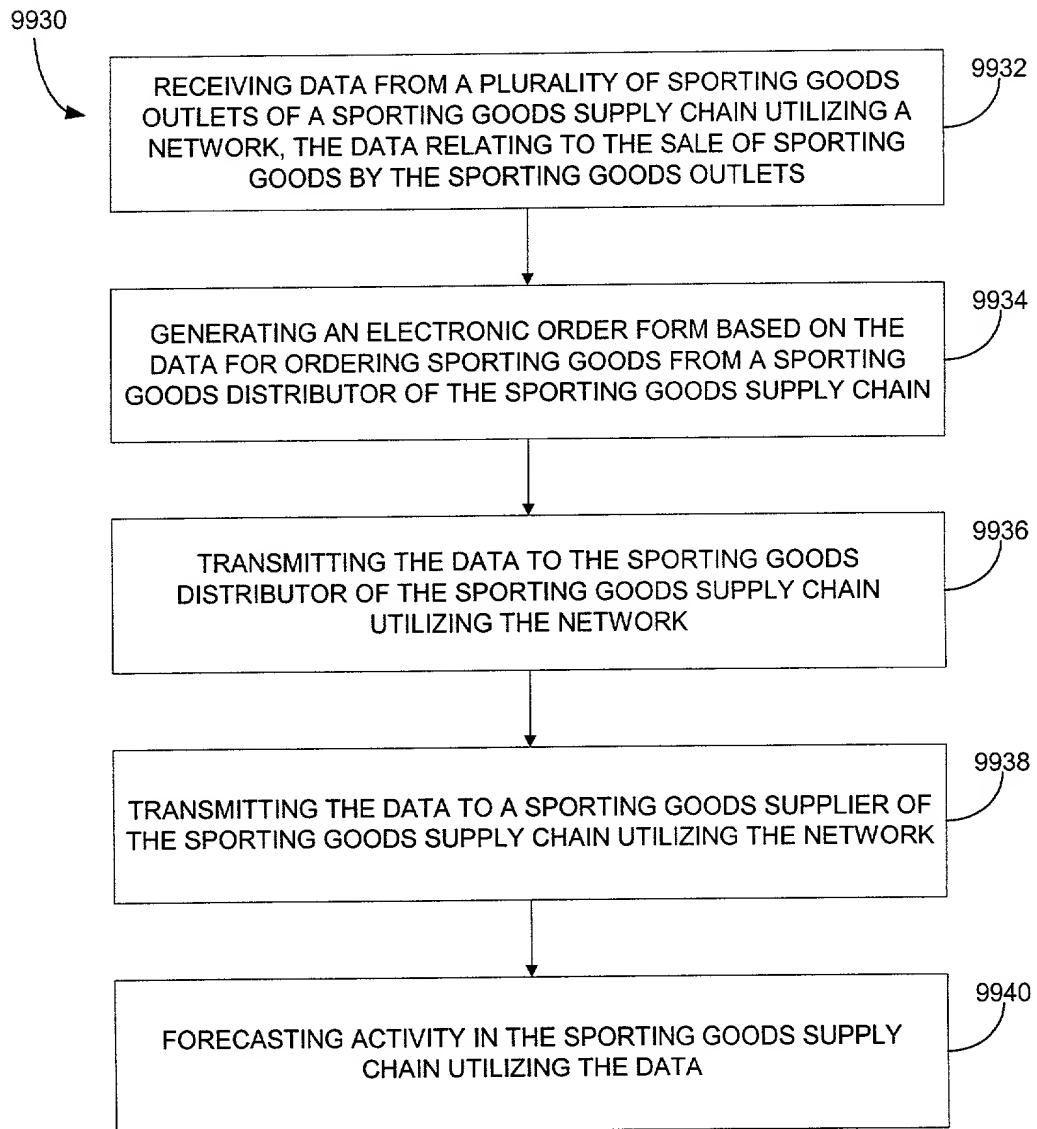 9930
9932
RECEIVING DATA FROM A PLURALITY OF SPORTING GOODS
OUTLETS OF A SPORTING GOODS SUPPLY CHAIN UTILIZING A
NETWORK, THE DATA RELATING TO THE SALE OF SPORTING
GOODS BY THE SPORTING GOODS OUTLETS
9934
GENERATING AN ELECTRONIC ORDER FORM BASED ON THE
DATA FOR ORDERING SPORTING GOODS FROM A SPORTING
GOODS DISTRIBUTOR OF THE SPORTING GOODS SUPPLY CHAIN
9936
TRANSMITTING THE DATA TO THE SPORTING GOODS
DISTRIBUTOR OF THE SPORTING GOODS SUPPLY CHAIN
UTILIZING THE NETWORK
9938
TRANSMITTING THE DATA TO A SPORTING GOODS SUPPLIER OF
THE SPORTING GOODS SUPPLY CHAIN UTILIZING THE NETWORK
9940
FORECASTING ACTIVITY IN THE SPORTING GOODS SUPPLY
CHAIN UTILIZING THE DATA